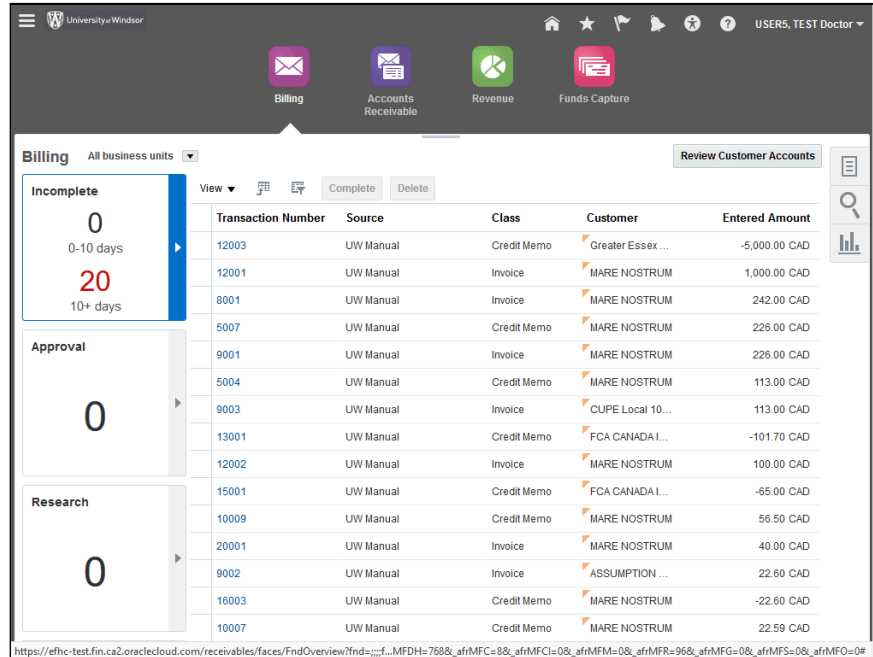 University of Windsor
USER5, TEST Doctor
Billing
Accounts Receivable
Revenue
Funds Capture
Billing All business units
Review Customer Accounts
Incomplete
0
0-10 days
20
10+ days
Approval
0
Research
0
View Complete Delete
Transaction Number Source Class Customer Entered Amount
12003 UW Manual Credit Memo Greater Essex ... -5,000.00 CAD
12001 UW Manual Invoice MARE NOSTRUM 1,000.00 CAD
8001 UW Manual Invoice MARE NOSTRUM 242.00 CAD
5007 UW Manual Credit Memo MARE NOSTRUM 226.00 CAD
9001 UW Manual Invoice MARE NOSTRUM 226.00 CAD
5004 UW Manual Credit Memo MARE NOSTRUM 113.00 CAD
9003 UW Manual Invoice CUPE Local 10... 113.00 CAD
13001 UW Manual Credit Memo FCA CANADA I... -101.70 CAD
12002 UW Manual Invoice MARE NOSTRUM 100.00 CAD
15001 UW Manual Credit Memo FCA CANADA I... -65.00 CAD
10009 UW Manual Credit Memo MARE NOSTRUM 56.50 CAD
20001 UW Manual Invoice MARE NOSTRUM 40.00 CAD
9002 UW Manual Invoice ASSUMPTION ... 22.60 CAD
16003 UW Manual Credit Memo MARE NOSTRUM -22.60 CAD
10007 UW Manual Credit Memo MARE NOSTRUM 22.59 CAD
https://efhc-test.fin.ca2.oraclecloud.com/receivables/faces/FndOverview?fnd=;;;;f...MFDH=768&_afrMFC=8&_afrMFCI=0&_afrMFM=0&_afrMFR=96&_afrMFG=0&_afrMFS=0&_afrMFO=0#